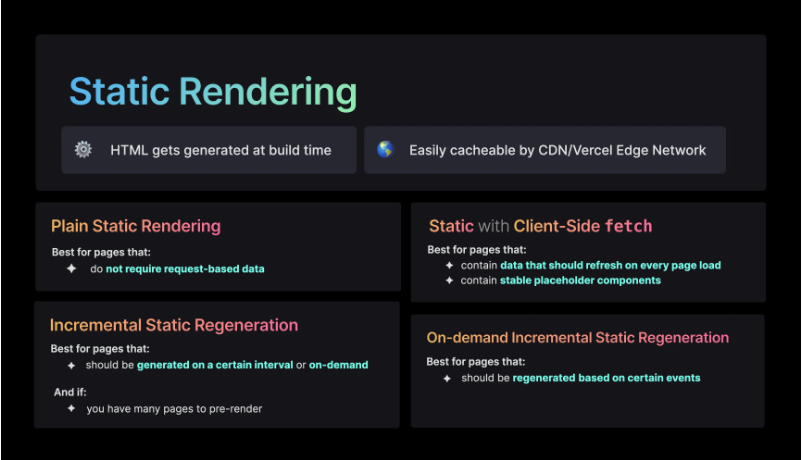 Static Rendering
HTML gets generated at build time
Easily cacheable by CDN/Vercel Edge Network
Plain Static Rendering
Best for pages that:
do not require request-based data
Static with Client-Side fetch
Best for pages that:
contain data that should refresh on every page load
contain stable placeholder components
Incremental Static Regeneration
Best for pages that:
should be generated on a certain interval or on-demand
And if:
you have many pages to pre-render
On-demand Incremental Static Regeneration
Best for pages that:
should be regenerated based on certain events